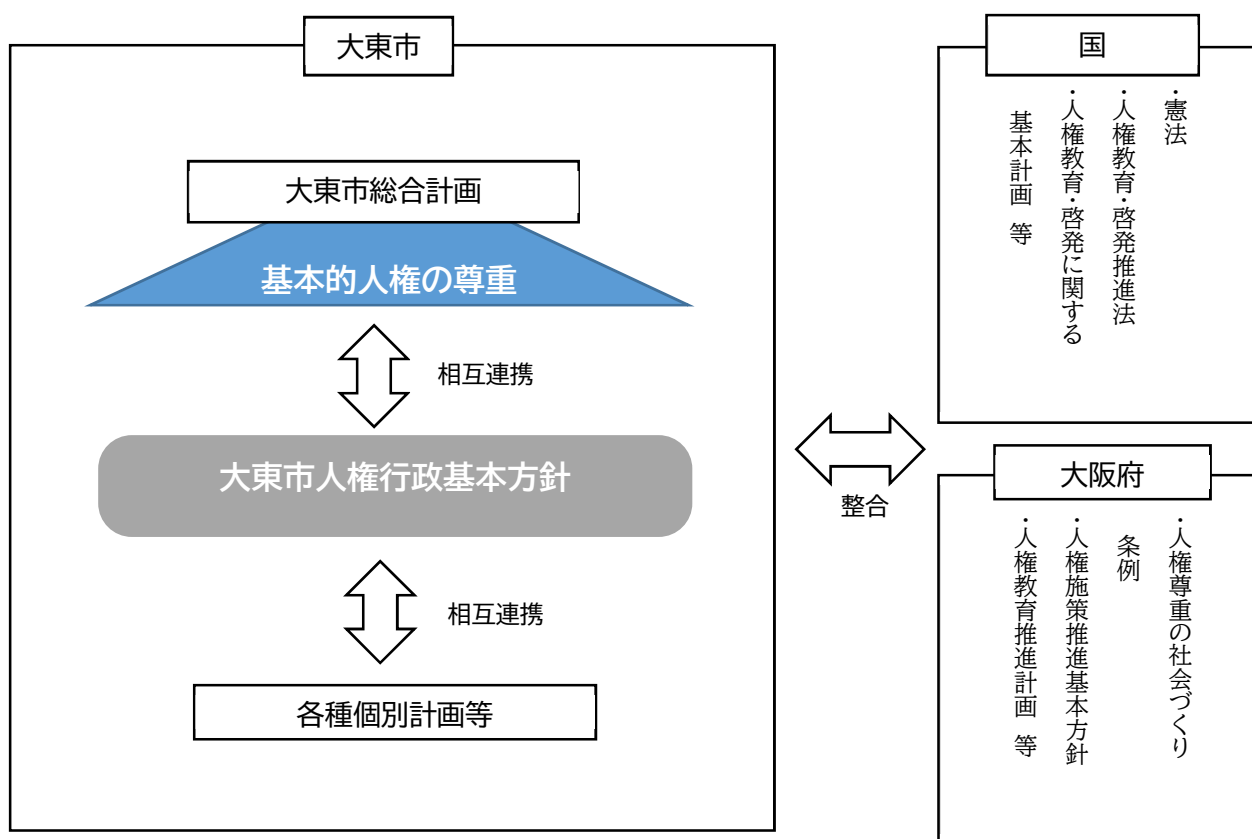 大東市
大東市総合計画
基本的人権の尊重
相互連携
大東市人権行政基本方針
相互連携
各種個別計画等
整合
国
・憲法
・人権教育・啓発推進法
・人権教育・啓発に関する
基本計画 等
大阪府
・人権尊重の社会づくり
条例
・人権施策推進基本方針
・人権教育推進計画 等